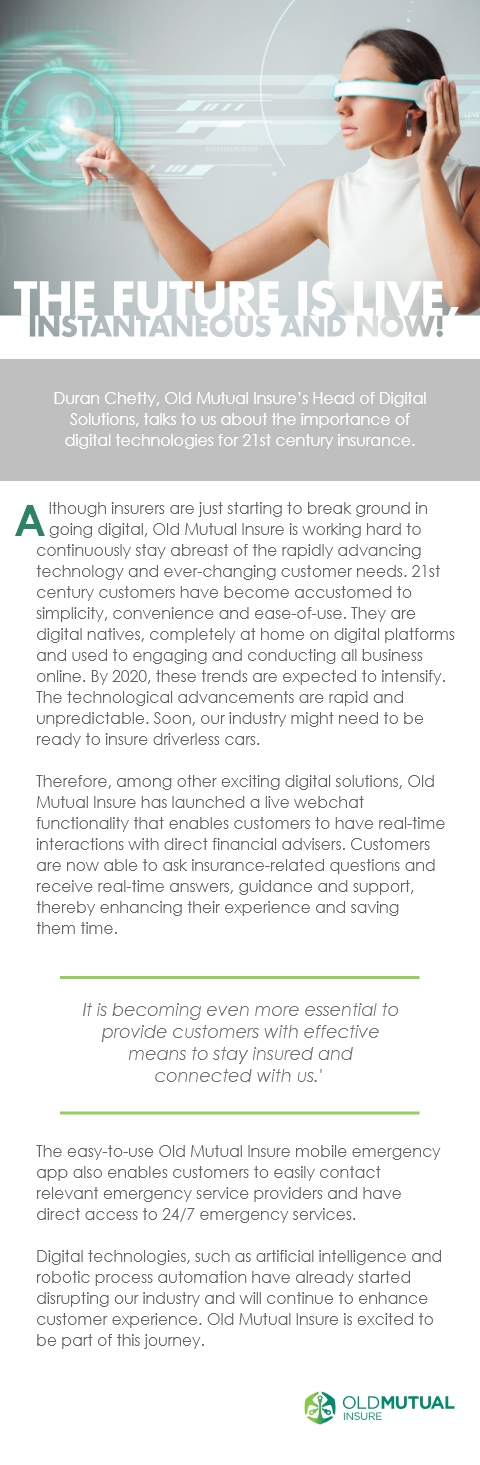 THE FUTURE IS LIVE,
INSTANTANEOUS AND NOW!
Duran Chetty, Old Mutual Insure's Head of Digital
Solutions, talks to us about the importance of
digital technologies for 21st century insurance.
Although insurers are just starting to break ground in
going digital, Old Mutual Insure is working hard to
continuously stay abreast of the rapidly advancing
technology and ever-changing customer needs. 21st
century customers have become accustomed to
simplicity, convenience and ease-of-use. They are
digital natives, completely at home on digital platforms
and used to engaging and conducting all business
online. By 2020, these trends are expected to intensify.
The technological advancements are rapid and
unpredictable. Soon, our industry might need to be
ready to insure driverless cars.
Therefore, among other exciting digital solutions, Old
Mutual Insure has launched a live webchat
functionality that enables customers to have real-time
interactions with direct financial advisers. Customers
are now able to ask insurance-related questions and
receive real-time answers, guidance and support,
thereby enhancing their experience and saving
them time.
It is becoming even more essential to
provide customers with effective
means to stay insured and
connected with us.'
The easy-to-use Old Mutual Insure mobile emergency
app also enables customers to easily contact
relevant emergency service providers and have
direct access to 24/7 emergency services.
Digital technologies, such as artificial intelligence and
robotic process automation have already started
disrupting our industry and will continue to enhance
customer experience. Old Mutual Insure is excited to
be part of this journey.
OLDMUTUAL
INSURE